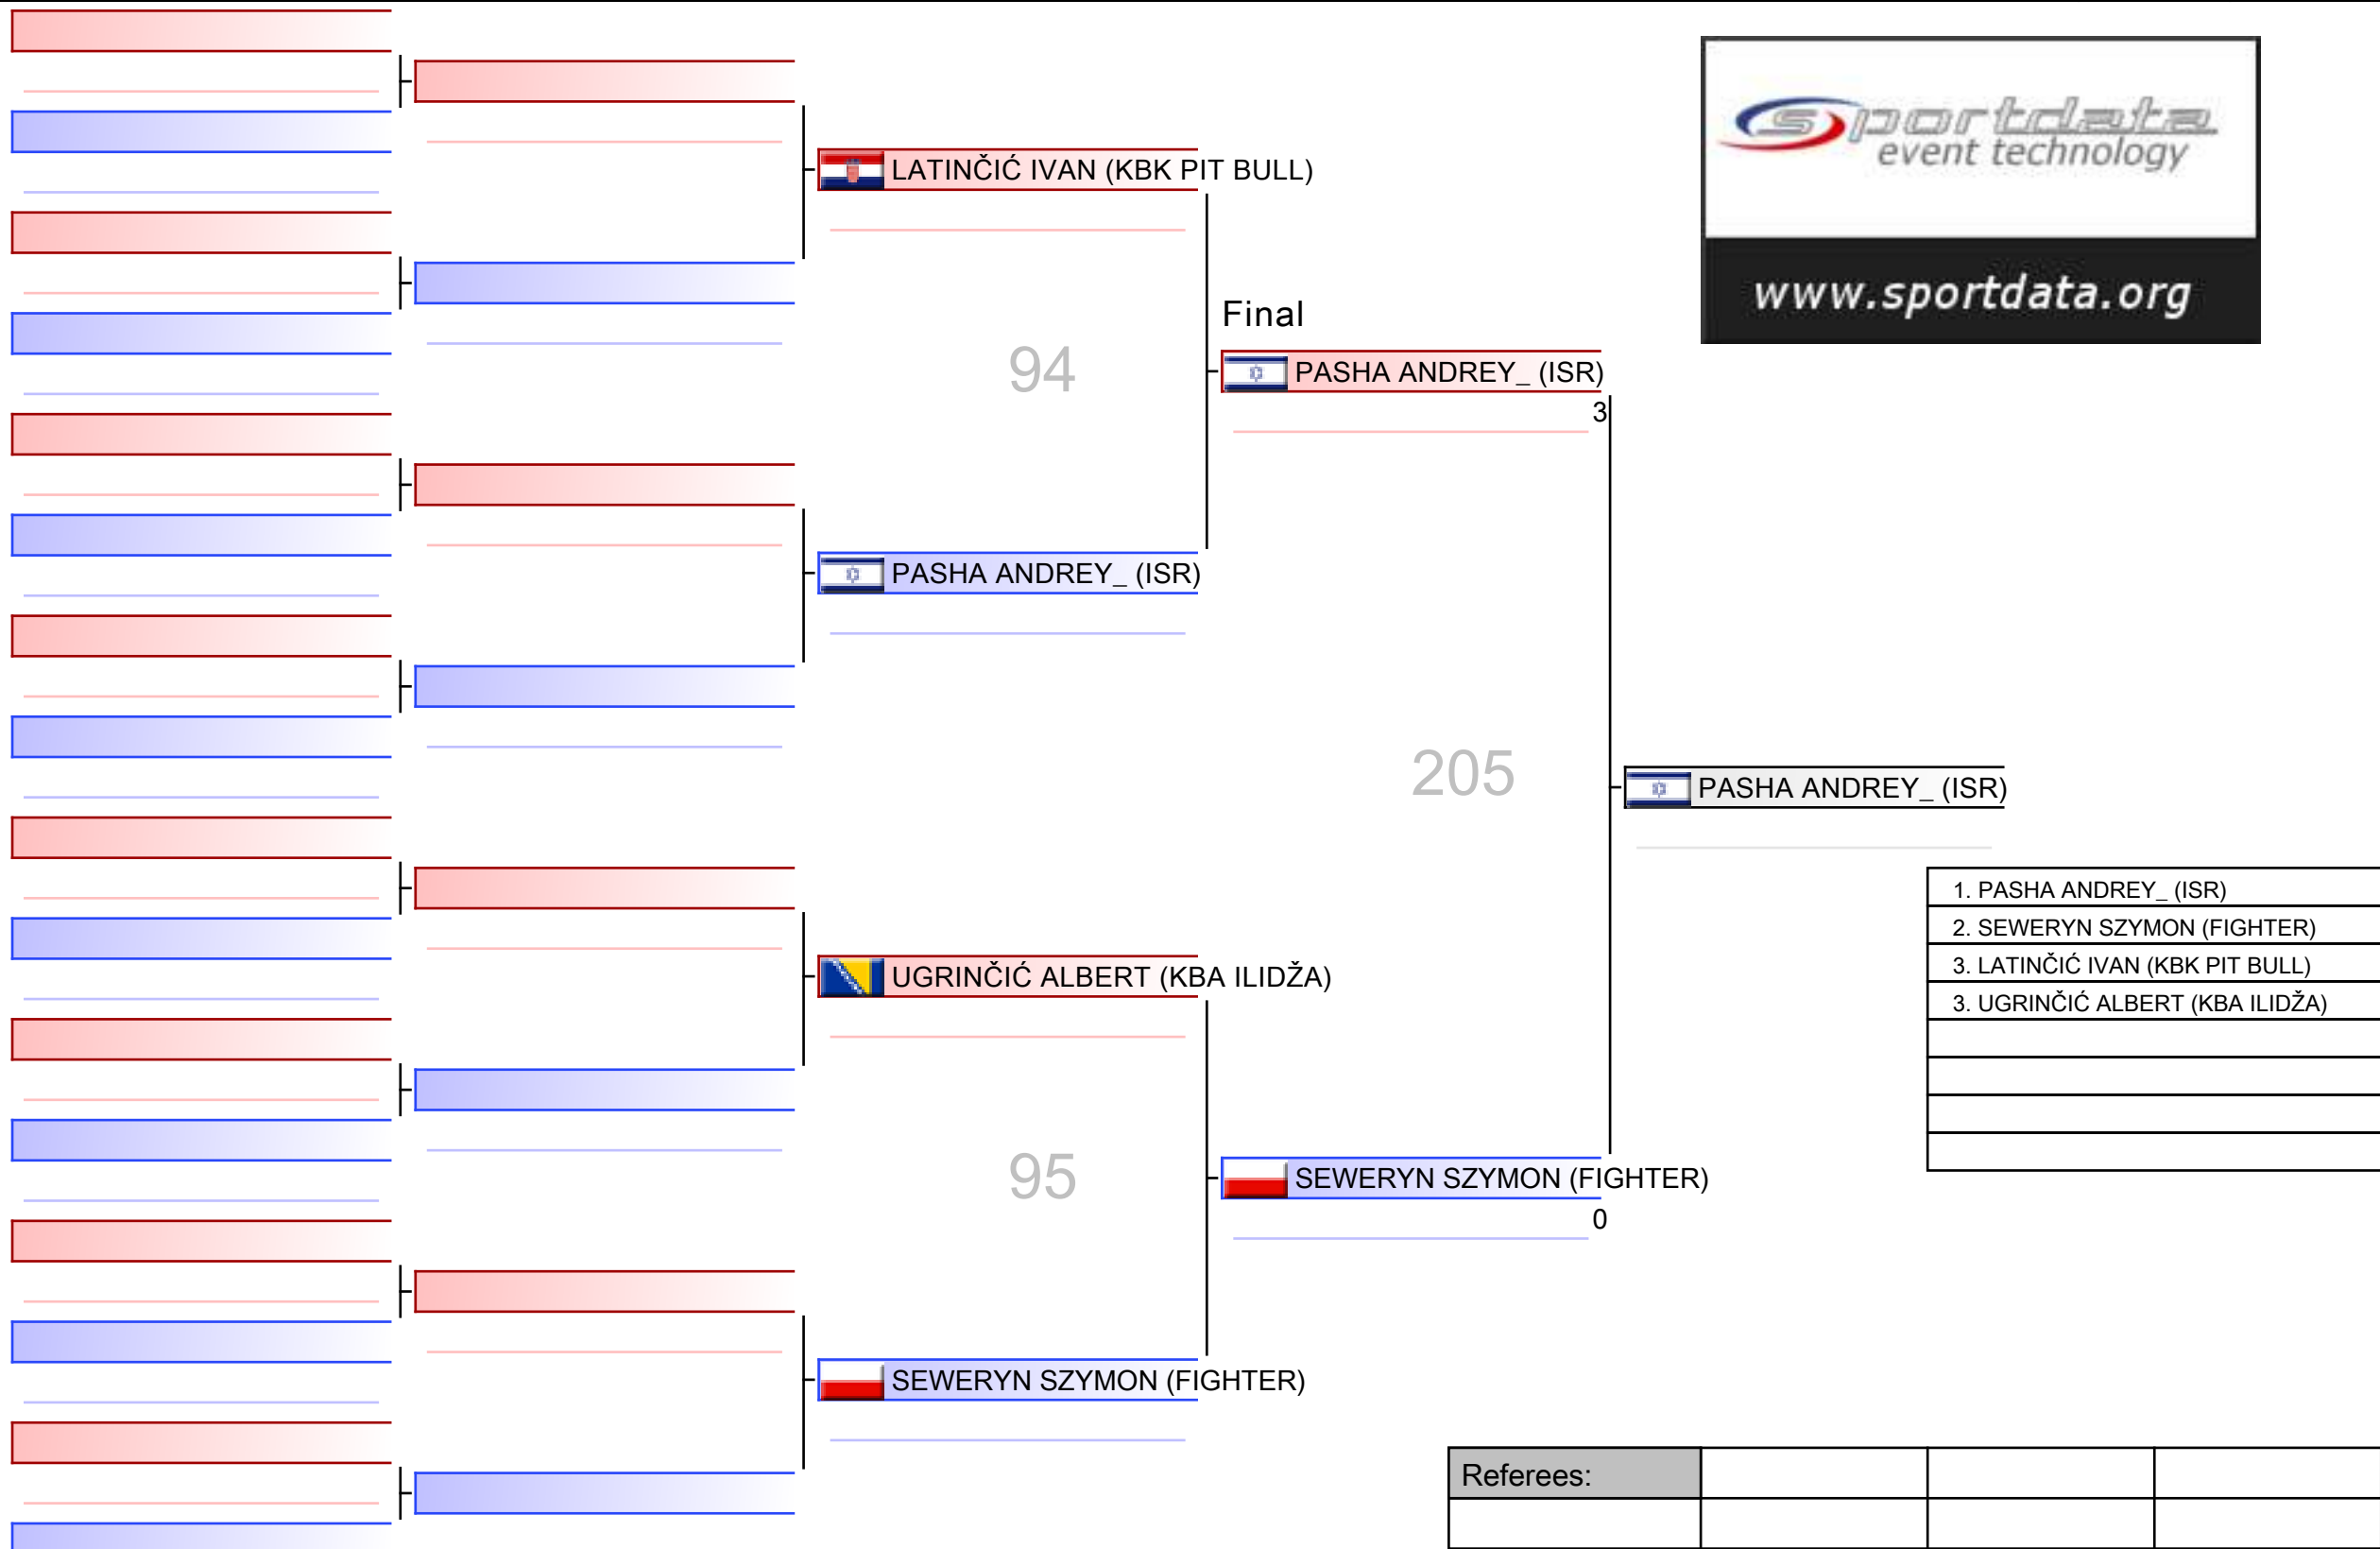 sportdata
event technology
www.sportdata.org
LATINČIĆ IVAN (KBK PIT BULL)
Final
94
PASHA ANDREY_ (ISR)
3
PASHA ANDREY_ (ISR)
205
PASHA ANDREY_ (ISR)
1. PASHA ANDREY_ (ISR)
2. SEWERYN SZYMON (FIGHTER)
3. LATINČIĆ IVAN (KBK PIT BULL)
3. UGRINČIĆ ALBERT (KBA ILIDŽA)
UGRINČIĆ ALBERT (KBA ILIDŽA)
95
SEWERYN SZYMON (FIGHTER)
0
SEWERYN SZYMON (FIGHTER)
Referees: